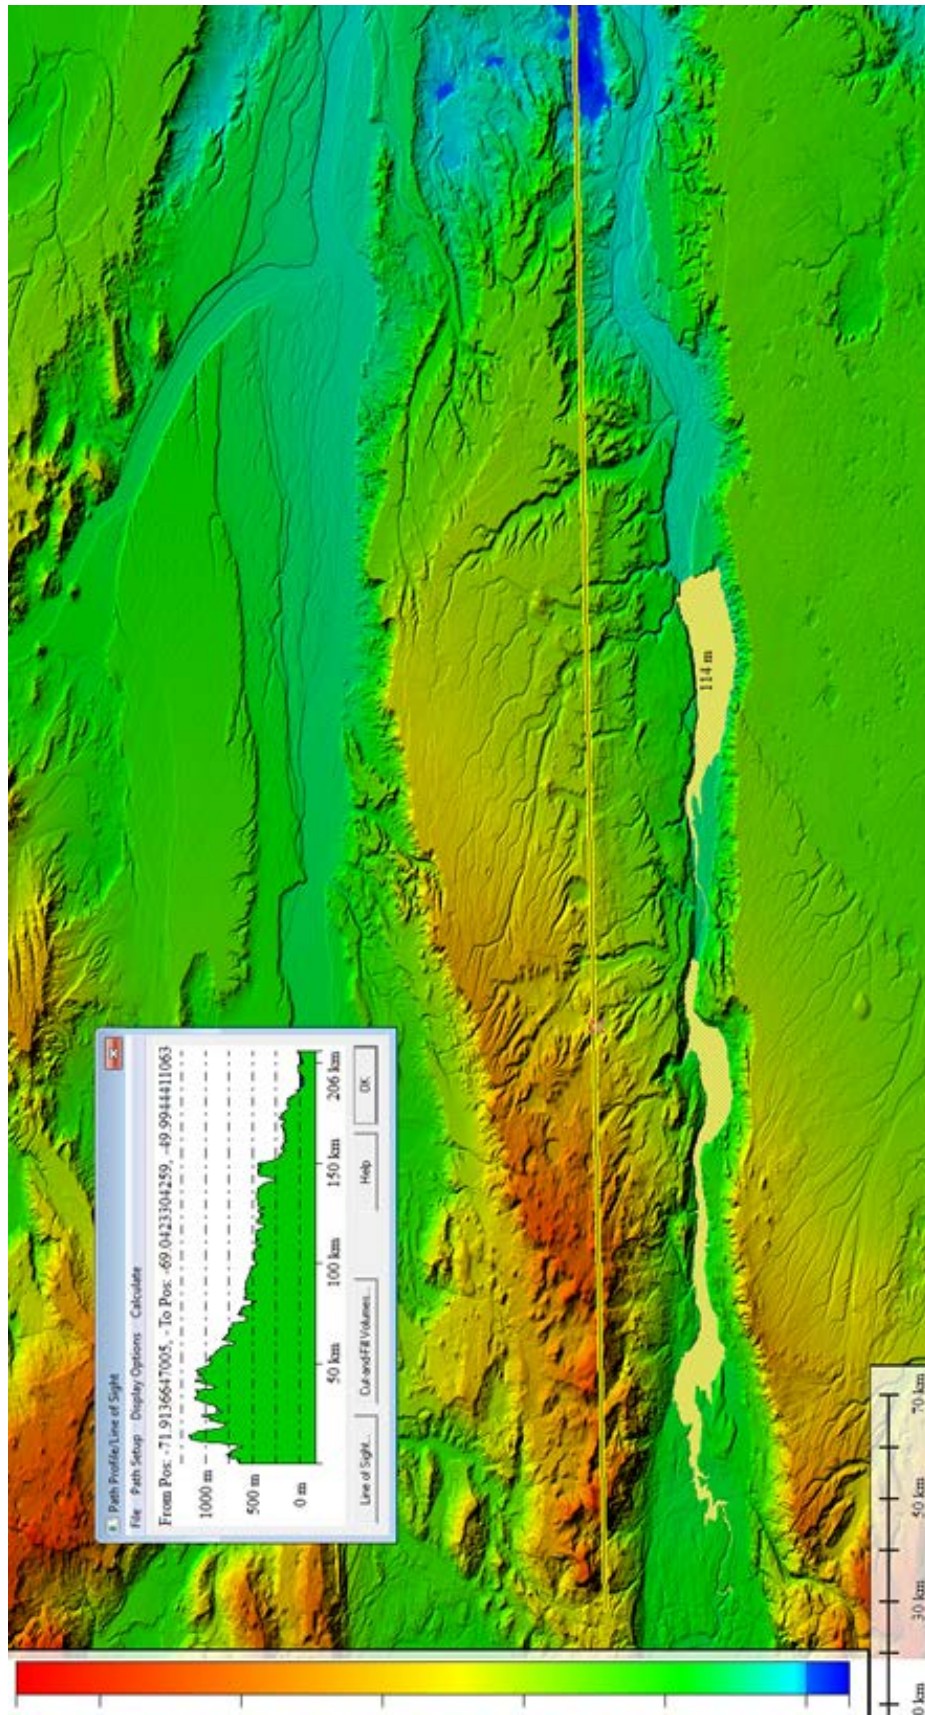 Path Profile/Line of Sight
File Path Setup Display Options Calculate
From Pos: -71.9136647005, -To Pos: -69.0423304259, -49.9944411063
1000 m
500 m
0 m
50 km
100 km
150 km
206 km
Line of Sight...
Cut-and-Fill Volumes...
Help
OK
114 m
0 km
30 km
50 km
70 km